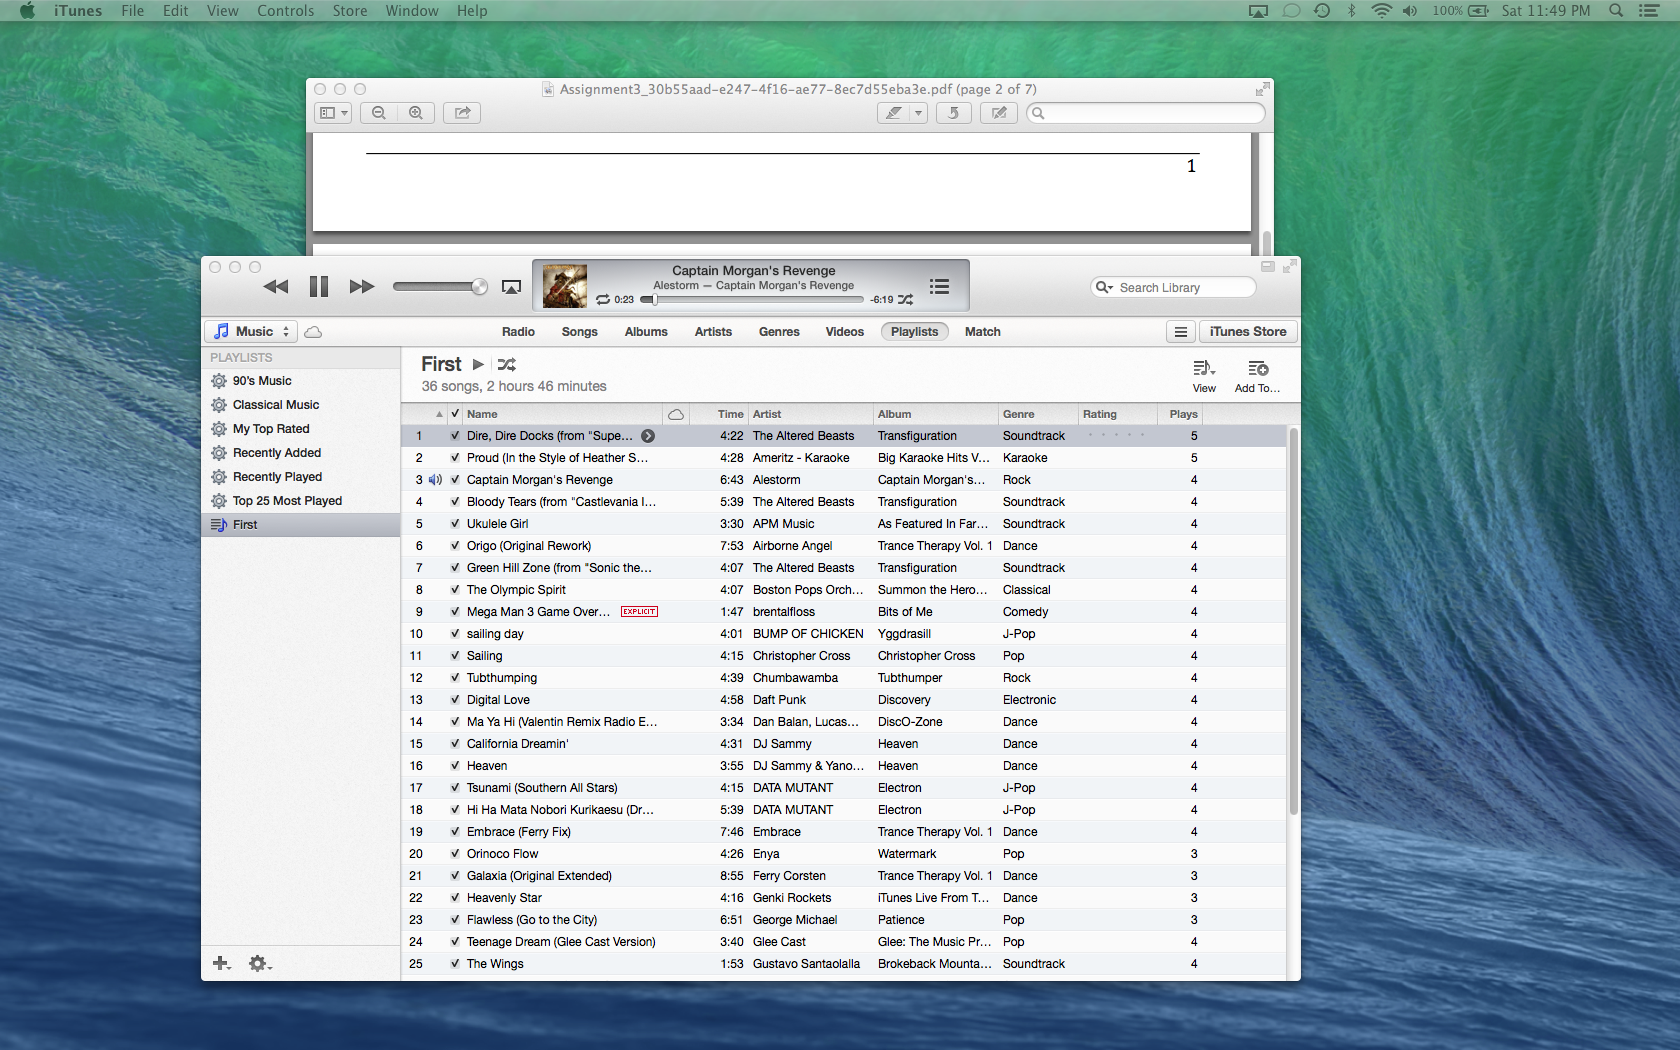 iTunes File Edit View Controls Store Window Help 100% Sat 11:49 PM
Assignment3_30b55aad-e247-4f16-ae77-8ec7d55eba3e.pdf (page 2 of 7)
1
Captain Morgan's Revenge
Alestorm — Captain Morgan's Revenge
0:23 -6:19
Search Library
Music Radio Songs Albums Artists Genres Videos Playlists Match iTunes Store
PLAYLISTS
90's Music
Classical Music
My Top Rated
Recently Added
Recently Played
Top 25 Most Played
First
First
36 songs, 2 hours 46 minutes
View Add To...
Name Time Artist Album Genre Rating Plays
1 Dire, Dire Docks (from "Supe... 4:22 The Altered Beasts Transfiguration Soundtrack 5
2 Proud (In the Style of Heather S... 4:28 Ameritz - Karaoke Big Karaoke Hits V... Karaoke 5
3 Captain Morgan's Revenge 6:43 Alestorm Captain Morgan's... Rock 4
4 Bloody Tears (from "Castlevania I... 5:39 The Altered Beasts Transfiguration Soundtrack 4
5 Ukulele Girl 3:30 APM Music As Featured In Far... Soundtrack 4
6 Origo (Original Rework) 7:53 Airborne Angel Trance Therapy Vol. 1 Dance 4
7 Green Hill Zone (from "Sonic the... 4:07 The Altered Beasts Transfiguration Soundtrack 4
8 The Olympic Spirit 4:07 Boston Pops Orch... Summon the Hero... Classical 4
9 Mega Man 3 Game Over... EXPLICIT 1:47 brentalfloss Bits of Me Comedy 4
10 sailing day 4:01 BUMP OF CHICKEN Yggdrasill J-Pop 4
11 Sailing 4:15 Christopher Cross Christopher Cross Pop 4
12 Tubthumping 4:39 Chumbawamba Tubthumper Rock 4
13 Digital Love 4:58 Daft Punk Discovery Electronic 4
14 Ma Ya Hi (Valentin Remix Radio E... 3:34 Dan Balan, Lucas... DiscO-Zone Dance 4
15 California Dreamin' 4:31 DJ Sammy Heaven Dance 4
16 Heaven 3:55 DJ Sammy & Yano... Heaven Dance 4
17 Tsunami (Southern All Stars) 4:15 DATA MUTANT Electron J-Pop 4
18 Hi Ha Mata Nobori Kurikaesu (Dr... 5:39 DATA MUTANT Electron J-Pop 4
19 Embrace (Ferry Fix) 7:46 Embrace Trance Therapy Vol. 1 Dance 4
20 Orinoco Flow 4:26 Enya Watermark Pop 3
21 Galaxia (Original Extended) 8:55 Ferry Corsten Trance Therapy Vol. 1 Dance 3
22 Heavenly Star 4:16 Genki Rockets iTunes Live From T... Dance 3
23 Flawless (Go to the City) 6:51 George Michael Patience Pop 3
24 Teenage Dream (Glee Cast Version) 3:40 Glee Cast Glee: The Music Pr... Pop 4
25 The Wings 1:53 Gustavo Santaolalla Brokeback Mounta... Soundtrack 4